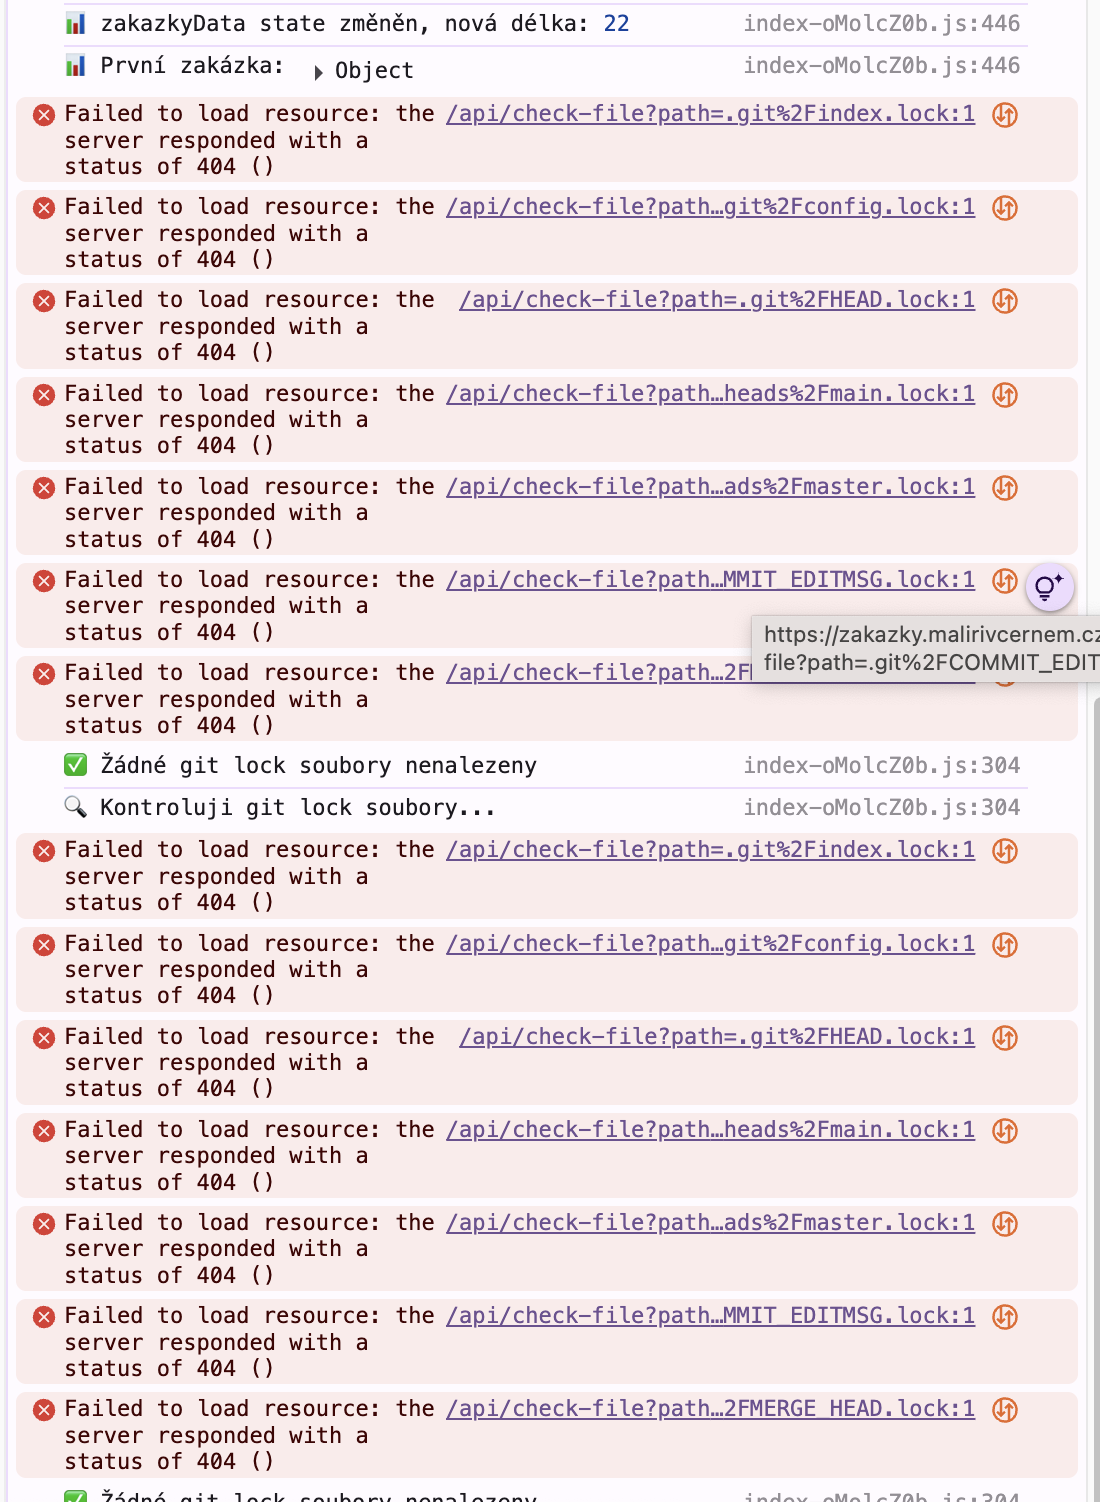 zakazkyData state změněn, nová délka: 22 index-oMolcZ0b.js:446
První zakázka: Object index-oMolcZ0b.js:446
Failed to load resource: the /api/check-file?path=.git%2Findex.lock:1
server responded with a
status of 404 ()
Failed to load resource: the /api/check-file?path…git%2Fconfig.lock:1
server responded with a
status of 404 ()
Failed to load resource: the /api/check-file?path=.git%2FHEAD.lock:1
server responded with a
status of 404 ()
Failed to load resource: the /api/check-file?path…heads%2Fmain.lock:1
server responded with a
status of 404 ()
Failed to load resource: the /api/check-file?path…ads%2Fmaster.lock:1
server responded with a
status of 404 ()
Failed to load resource: the /api/check-file?path…MMIT_EDITMSG.lock:1
server responded with a
status of 404 ()
https://zakazky.malirivcernem.cz
file?path=.git%2FCOMMIT_EDIT
Failed to load resource: the /api/check-file?path…2F
server responded with a
status of 404 ()
Žádné git lock soubory nenalezeny index-oMolcZ0b.js:304
Kontroluji git lock soubory... index-oMolcZ0b.js:304
Failed to load resource: the /api/check-file?path=.git%2Findex.lock:1
server responded with a
status of 404 ()
Failed to load resource: the /api/check-file?path…git%2Fconfig.lock:1
server responded with a
status of 404 ()
Failed to load resource: the /api/check-file?path=.git%2FHEAD.lock:1
server responded with a
status of 404 ()
Failed to load resource: the /api/check-file?path…heads%2Fmain.lock:1
server responded with a
status of 404 ()
Failed to load resource: the /api/check-file?path…ads%2Fmaster.lock:1
server responded with a
status of 404 ()
Failed to load resource: the /api/check-file?path…MMIT_EDITMSG.lock:1
server responded with a
status of 404 ()
Failed to load resource: the /api/check-file?path…2FMERGE_HEAD.lock:1
server responded with a
status of 404 ()
Žádné git lock soubory nenalezeny index-oMolcZ0b.js:304